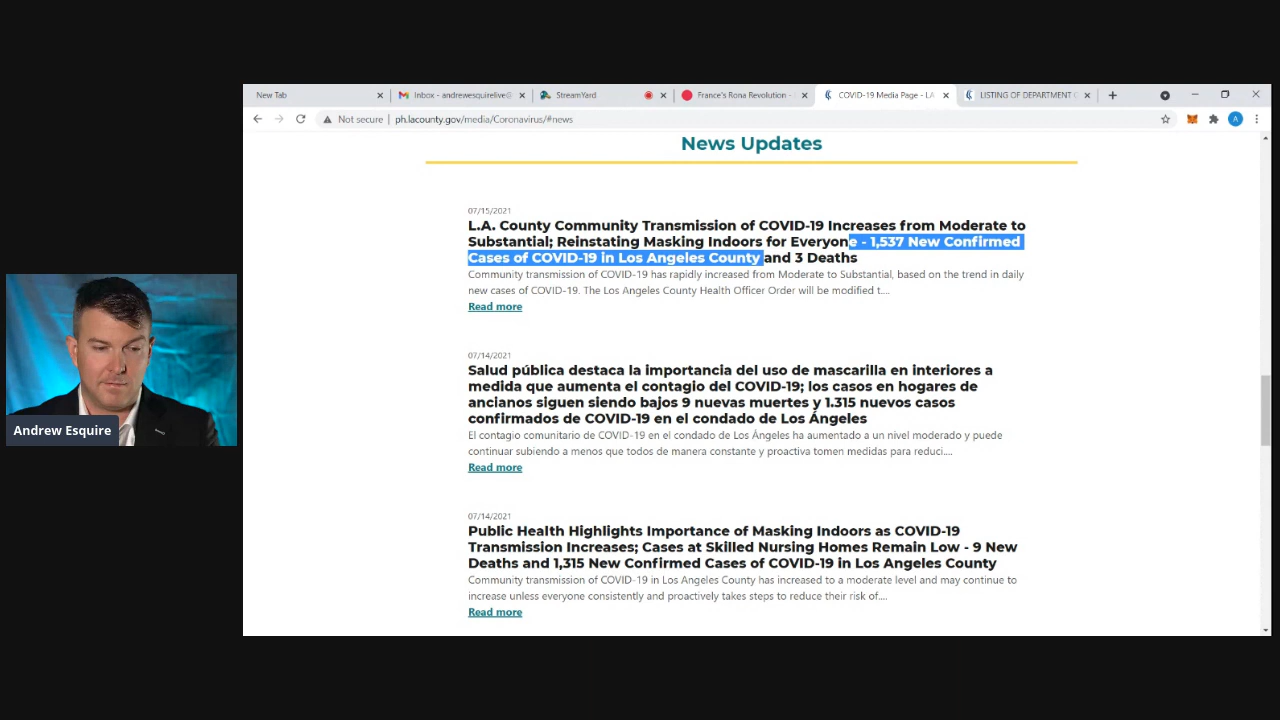 New Tab
Inbox - andrewesquirelive@
StreamYard
France's Rona Revolution -
COVID-19 Media Page - LA
LISTING OF DEPARTMENT
Not secure | ph.lacounty.gov/media/Coronavirus/#news
A
News Updates
07/15/2021
L.A. County Community Transmission of COVID-19 Increases from Moderate to
Substantial; Reinstating Masking Indoors for Everyone - 1,537 New Confirmed
Cases of COVID-19 in Los Angeles County and 3 Deaths
Community transmission of COVID-19 has rapidly increased from Moderate to Substantial, based on the trend in daily
new cases of COVID-19. The Los Angeles County Health Officer Order will be modified t....
Read more
07/14/2021
Salud pública destaca la importancia del uso de mascarilla en interiores a
medida que aumenta el contagio del COVID-19; los casos en hogares de
ancianos siguen siendo bajos 9 nuevas muertes y 1.315 nuevos casos
confirmados de COVID-19 en el condado de Los Ángeles
El contagio comunitario de COVID-19 en el condado de Los Ángeles ha aumentado a un nivel moderado y puede
continuar subiendo a menos que todos de manera constante y proactiva tomen medidas para reduci....
Read more
07/14/2021
Public Health Highlights Importance of Masking Indoors as COVID-19
Transmission Increases; Cases at Skilled Nursing Homes Remain Low - 9 New
Deaths and 1,315 New Confirmed Cases of COVID-19 in Los Angeles County
Community transmission of COVID-19 in Los Angeles County has increased to a moderate level and may continue to
increase unless everyone consistently and proactively takes steps to reduce their risk of....
Read more
Andrew Esquire